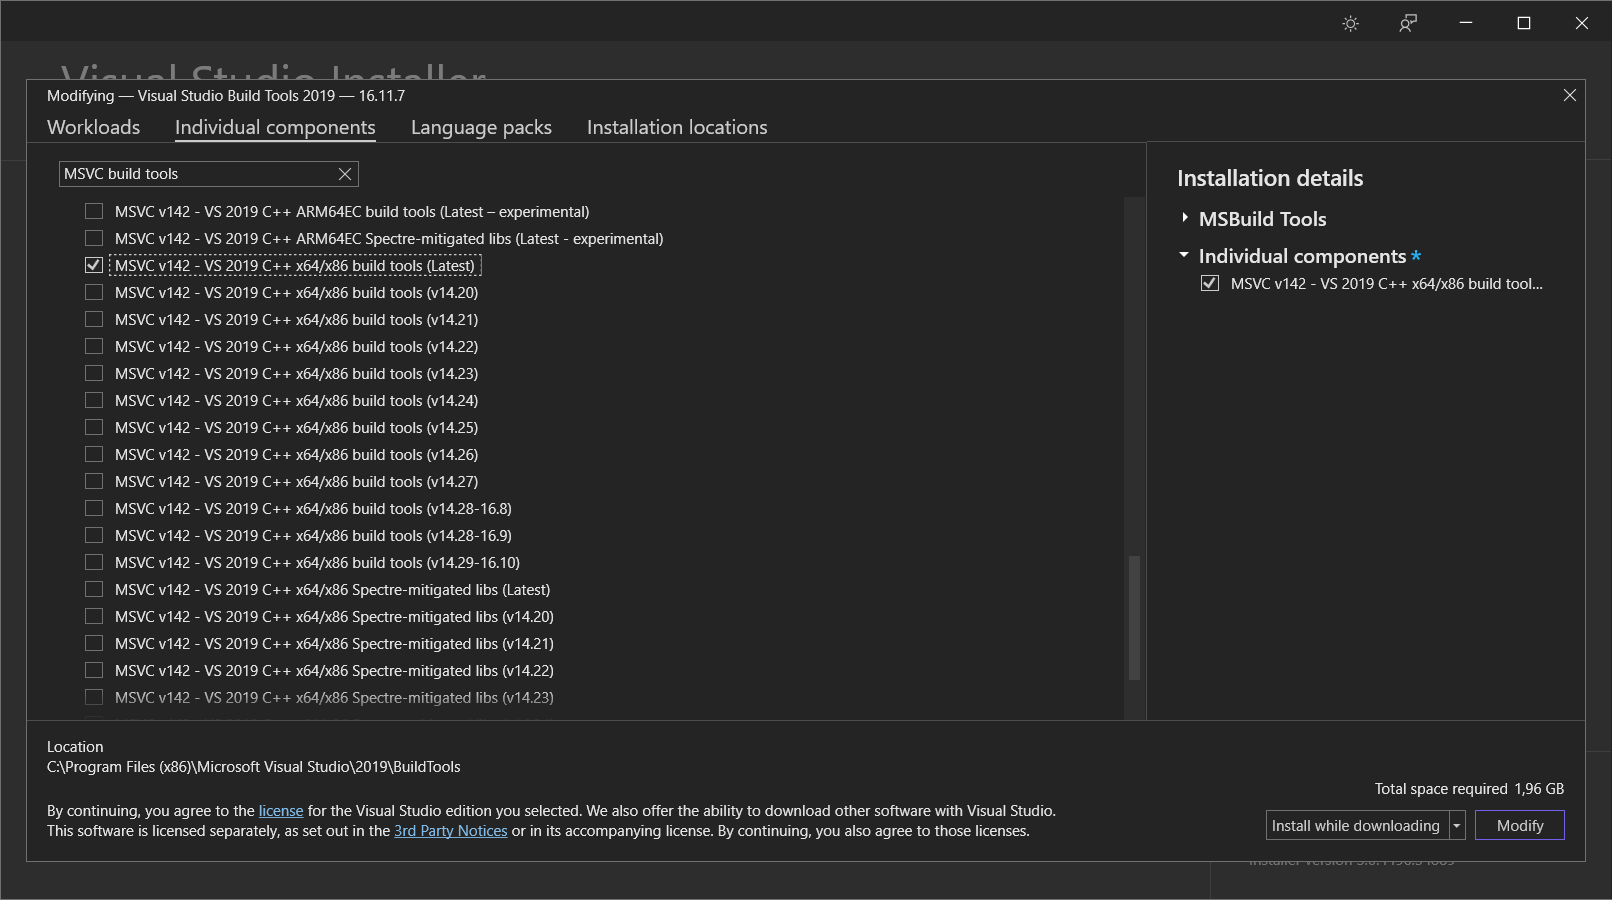 Visual Studio Installer
Modifying — Visual Studio Build Tools 2019 — 16.11.7
Workloads
Individual components
Language packs
Installation locations
MSVC build tools
MSVC v142 - VS 2019 C++ ARM64EC build tools (Latest – experimental)
MSVC v142 - VS 2019 C++ ARM64EC Spectre-mitigated libs (Latest - experimental)
MSVC v142 - VS 2019 C++ x64/x86 build tools (Latest)
MSVC v142 - VS 2019 C++ x64/x86 build tools (v14.20)
MSVC v142 - VS 2019 C++ x64/x86 build tools (v14.21)
MSVC v142 - VS 2019 C++ x64/x86 build tools (v14.22)
MSVC v142 - VS 2019 C++ x64/x86 build tools (v14.23)
MSVC v142 - VS 2019 C++ x64/x86 build tools (v14.24)
MSVC v142 - VS 2019 C++ x64/x86 build tools (v14.25)
MSVC v142 - VS 2019 C++ x64/x86 build tools (v14.26)
MSVC v142 - VS 2019 C++ x64/x86 build tools (v14.27)
MSVC v142 - VS 2019 C++ x64/x86 build tools (v14.28-16.8)
MSVC v142 - VS 2019 C++ x64/x86 build tools (v14.28-16.9)
MSVC v142 - VS 2019 C++ x64/x86 build tools (v14.29-16.10)
MSVC v142 - VS 2019 C++ x64/x86 Spectre-mitigated libs (Latest)
MSVC v142 - VS 2019 C++ x64/x86 Spectre-mitigated libs (v14.20)
MSVC v142 - VS 2019 C++ x64/x86 Spectre-mitigated libs (v14.21)
MSVC v142 - VS 2019 C++ x64/x86 Spectre-mitigated libs (v14.22)
MSVC v142 - VS 2019 C++ x64/x86 Spectre-mitigated libs (v14.23)
Installation details
MSBuild Tools
Individual components *
MSVC v142 - VS 2019 C++ x64/x86 build tool...
Location
C:\Program Files (x86)\Microsoft Visual Studio\2019\BuildTools
By continuing, you agree to the license for the Visual Studio edition you selected. We also offer the ability to download other software with Visual Studio.
This software is licensed separately, as set out in the 3rd Party Notices or in its accompanying license. By continuing, you also agree to those licenses.
Total space required 1,96 GB
Install while downloading
Modify
Installer Version